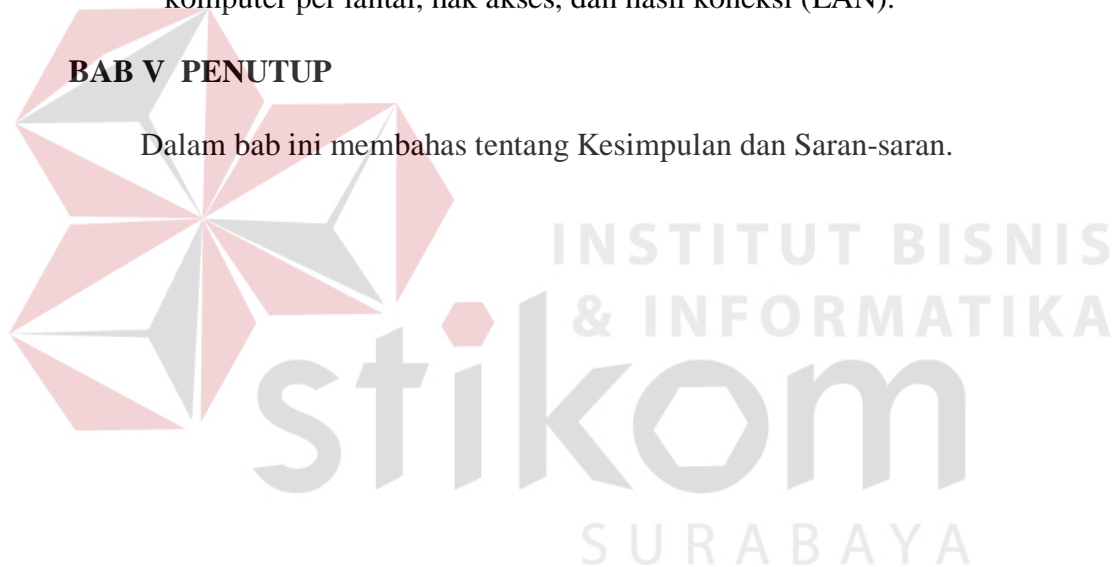 komputer per lantai, hak akses, dan hasil koneksi (LAN).
BAB V PENUTUP
Dalam bab ini membahas tentang Kesimpulan dan Saran-saran.
INSTITUT BISNIS
& INFORMATIKA
stikom
SURABAYA